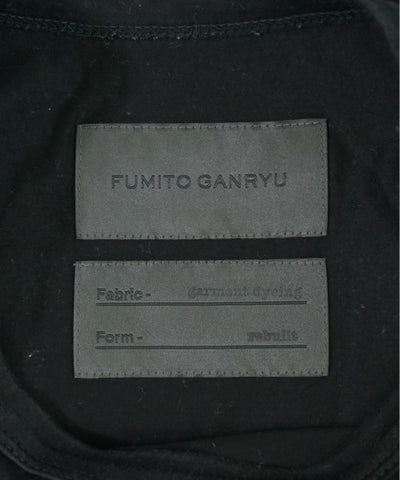 FUMITO GANRYU
Fabric - garment dyeing
Form - rebuilt